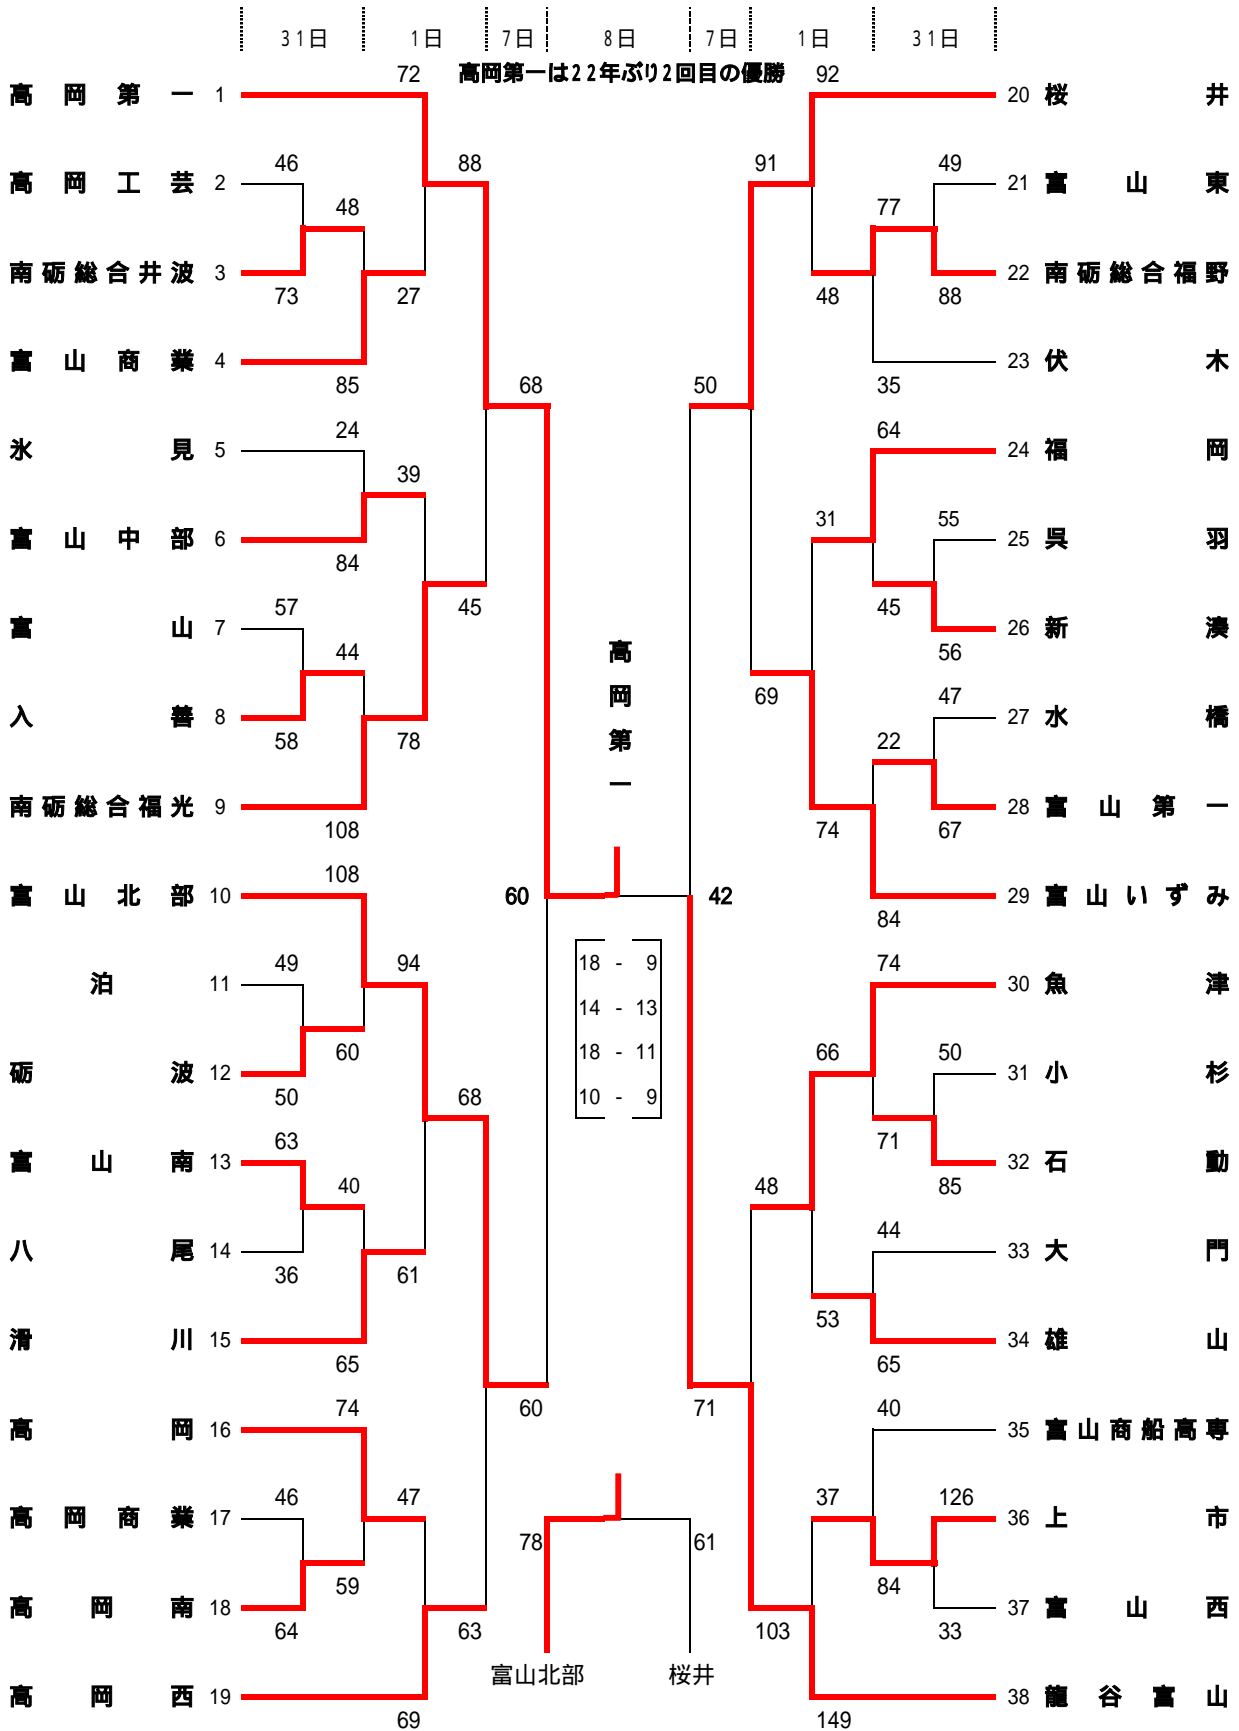 31日 1日 7日 8日 7日 1日 31日
高岡第一は22年ぶり2回目の優勝
72 92
高岡第一 1 20 桜井
46 88 91 49
高岡工芸 2 21 富山東
48 77
南砺総合井波 3 22 南砺総合福野
73 27 48 88
富山商業 4 23 伏木
85 68 50 35
24 64
氷見 5 24 福岡
39 31 55
富山中部 6 25 呉羽
84 45 45
57
富山 7 26 新湊
44 56
69 47
入善 8 27 水橋
58 78 22
南砺総合福光 9 28 富山第一
108 74 67
高岡第一
108
富山北部 10 60 42 29 富山いずみ
84
49 94 18 - 9 74
泊 11 30 魚津
14 - 13
60 18 - 11 66 50
砺波 12 31 小杉
50 68 10 - 9
63 71
富山南 13 32 石動
40 48 85
44
八尾 14 33 大門
36 61 53
滑川 15 34 雄山
65 65
74 60 71 40
高岡 16 35 富山商船高専
46 47 37 126
高岡商業 17 36 上市
78 61
59 84
高岡南 18 37 富山西
64 63 103 33
富山北部 桜井
高岡西 19 38 龍谷富山
69 149